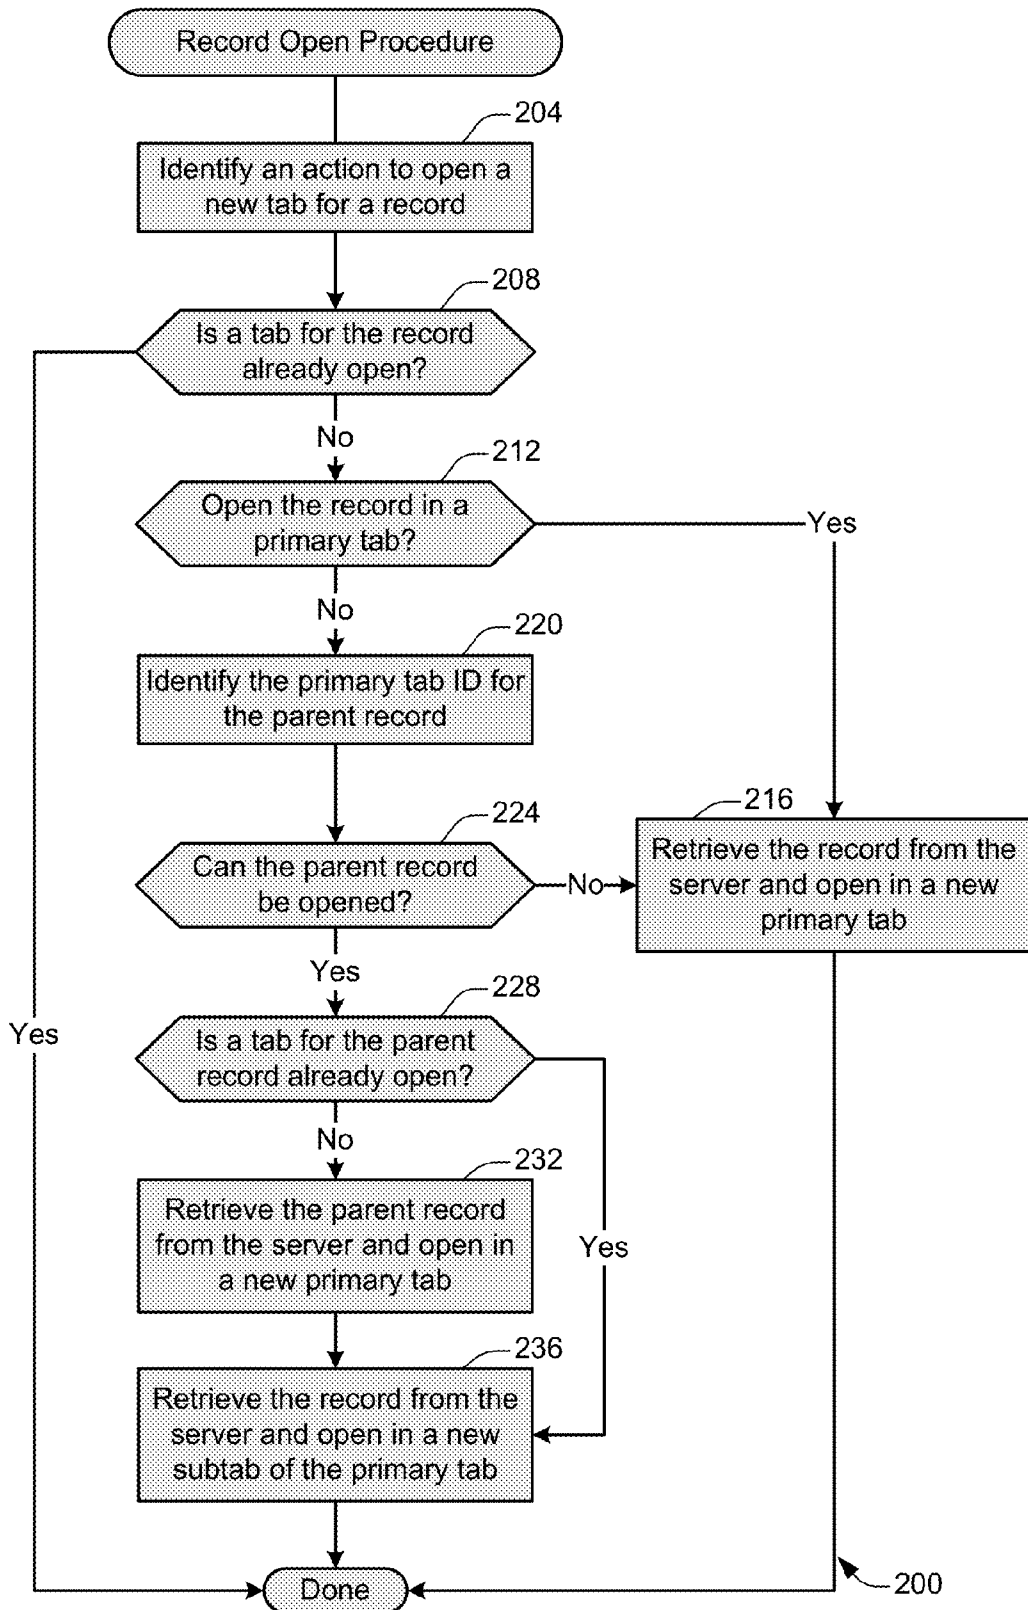 Record Open Procedure
204
Identify an action to open a
new tab for a record
208
Is a tab for the record
already open?
No
212
Open the record in a
primary tab?
Yes
No
220
Identify the primary tab ID for
the parent record
216
Retrieve the record from the
server and open in a new
primary tab
224
Can the parent record
be opened?
No
Yes
228
Is a tab for the parent
record already open?
Yes
No
232
Retrieve the parent record
from the server and open in
a new primary tab
Yes
236
Retrieve the record from the
server and open in a new
subtab of the primary tab
Done
200